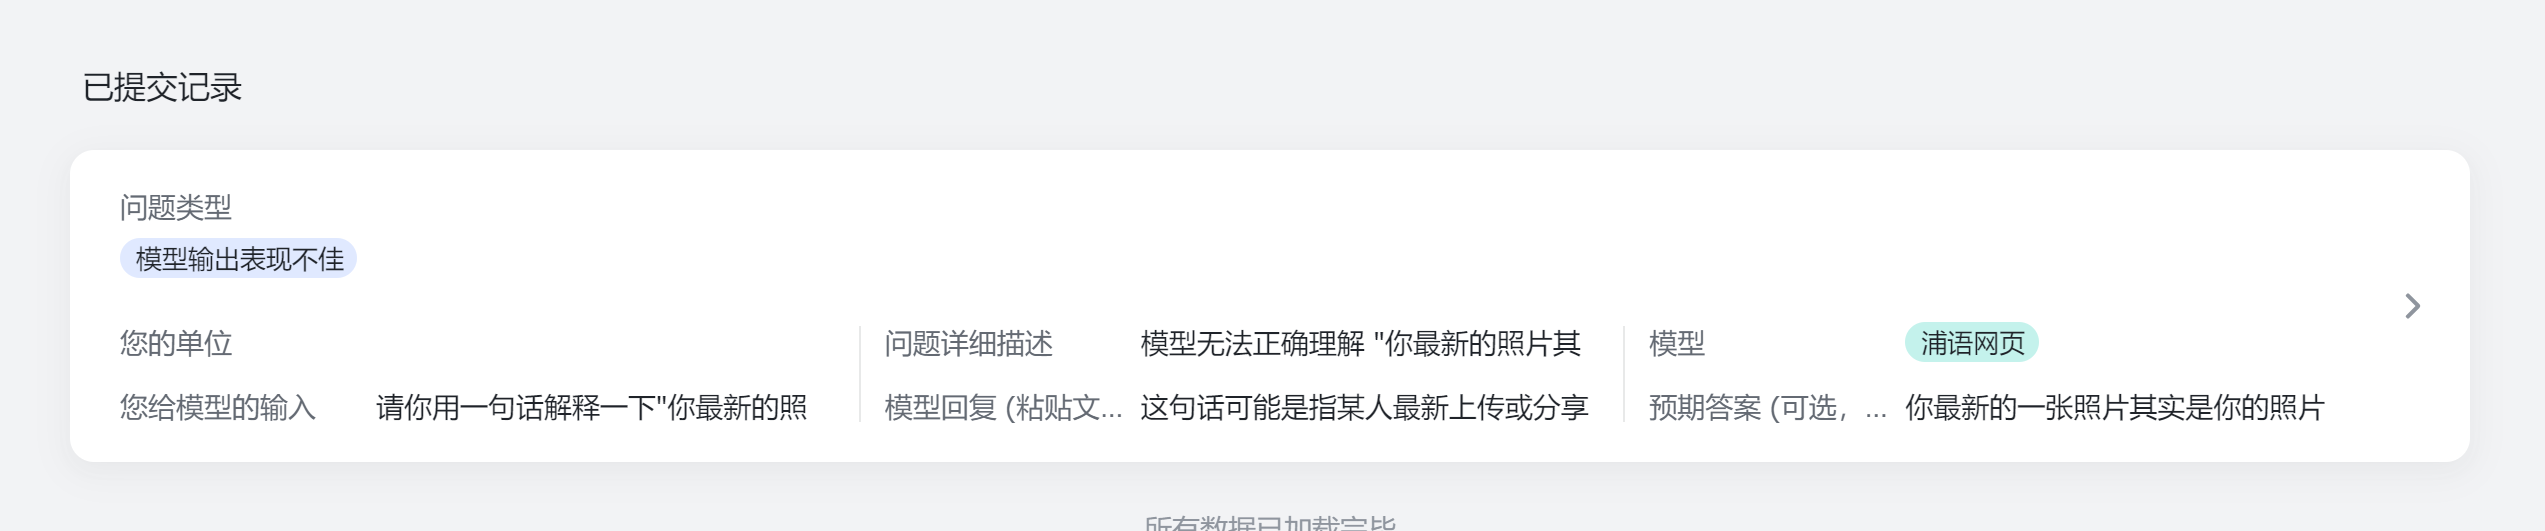 已提交记录
问题类型
模型输出表现不佳
您的单位
您给模型的输入 请你用一句话解释一下"你最新的照
问题详细描述 模型无法正确理解 "你最新的照片其
模型回复 (粘贴文... 这句话可能是指某人最新上传或分享
模型 浦语网页
预期答案 (可选，... 你最新的一张照片其实是你的照片
所有数据已加载完毕